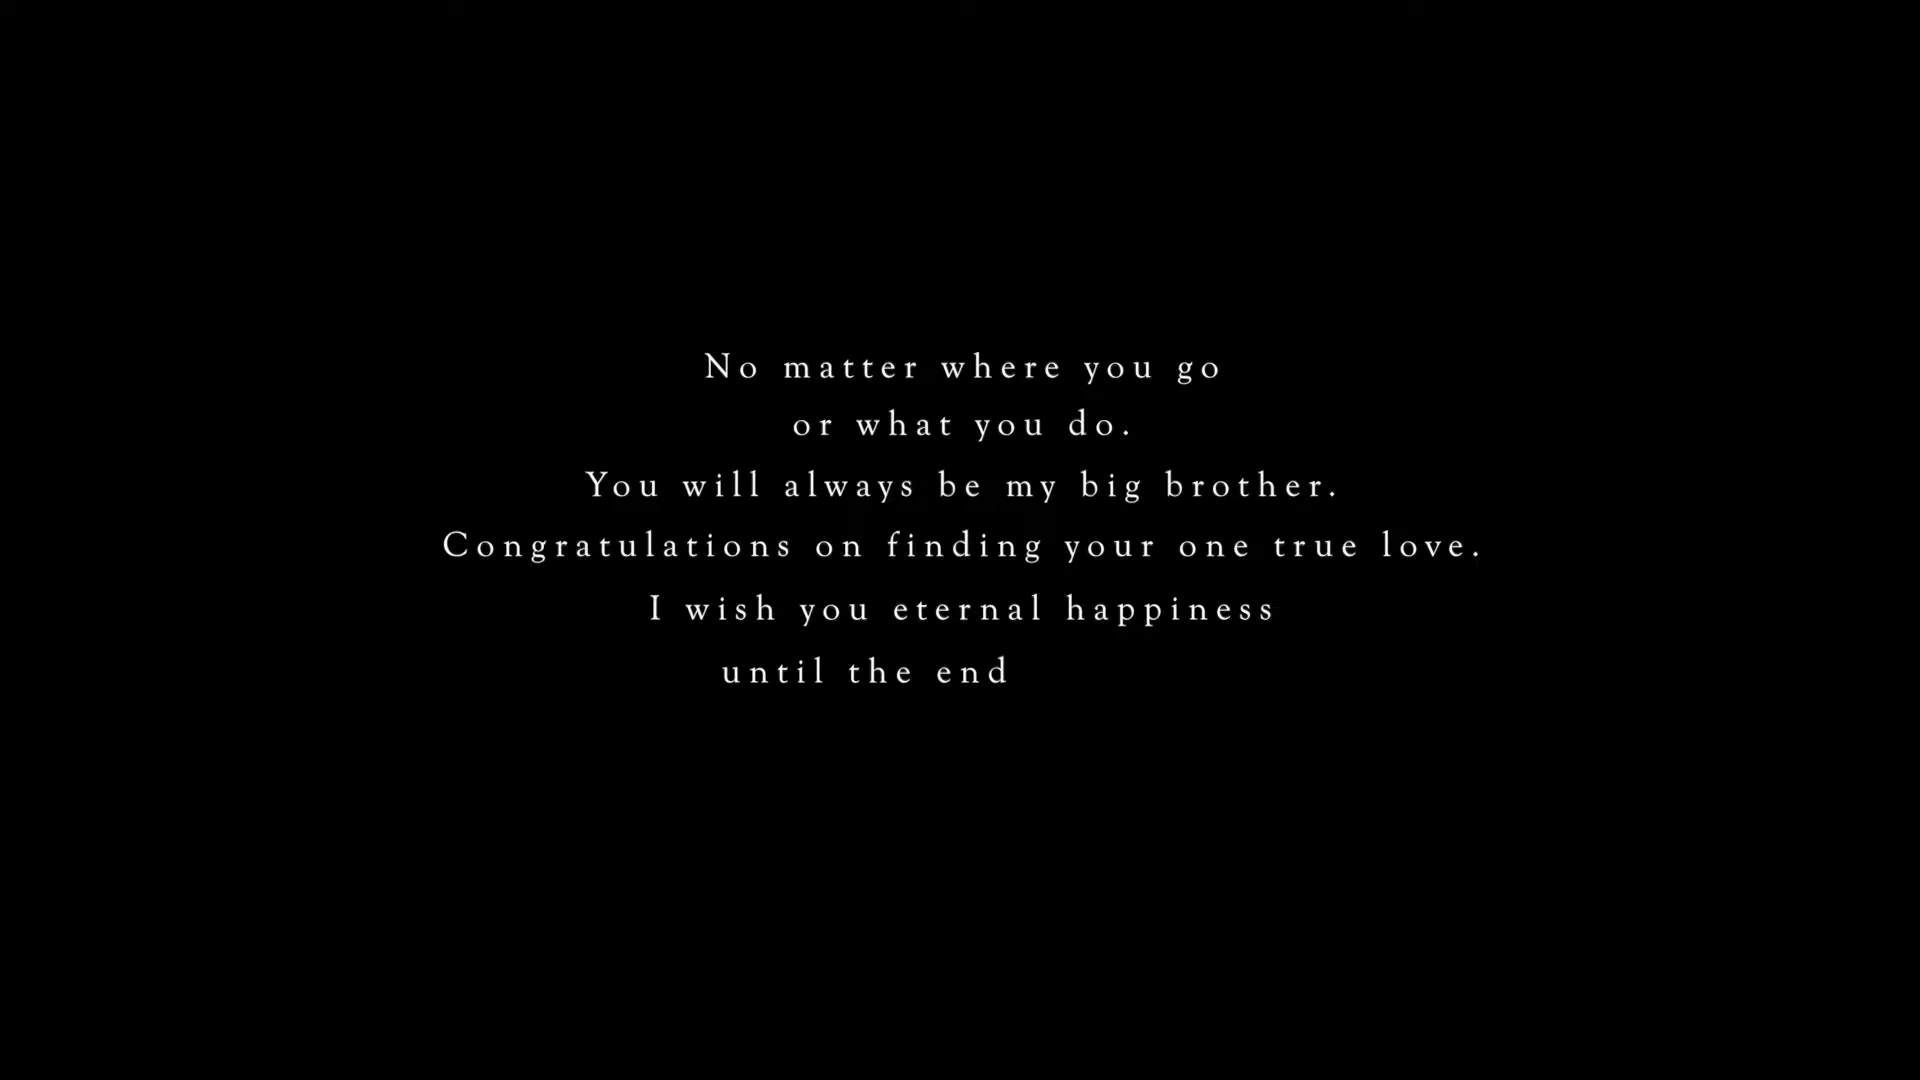 No matter where you go
or what you do.
You will always be my big brother.
Congratulations on finding your one true love.
I wish you eternal happiness
until the end